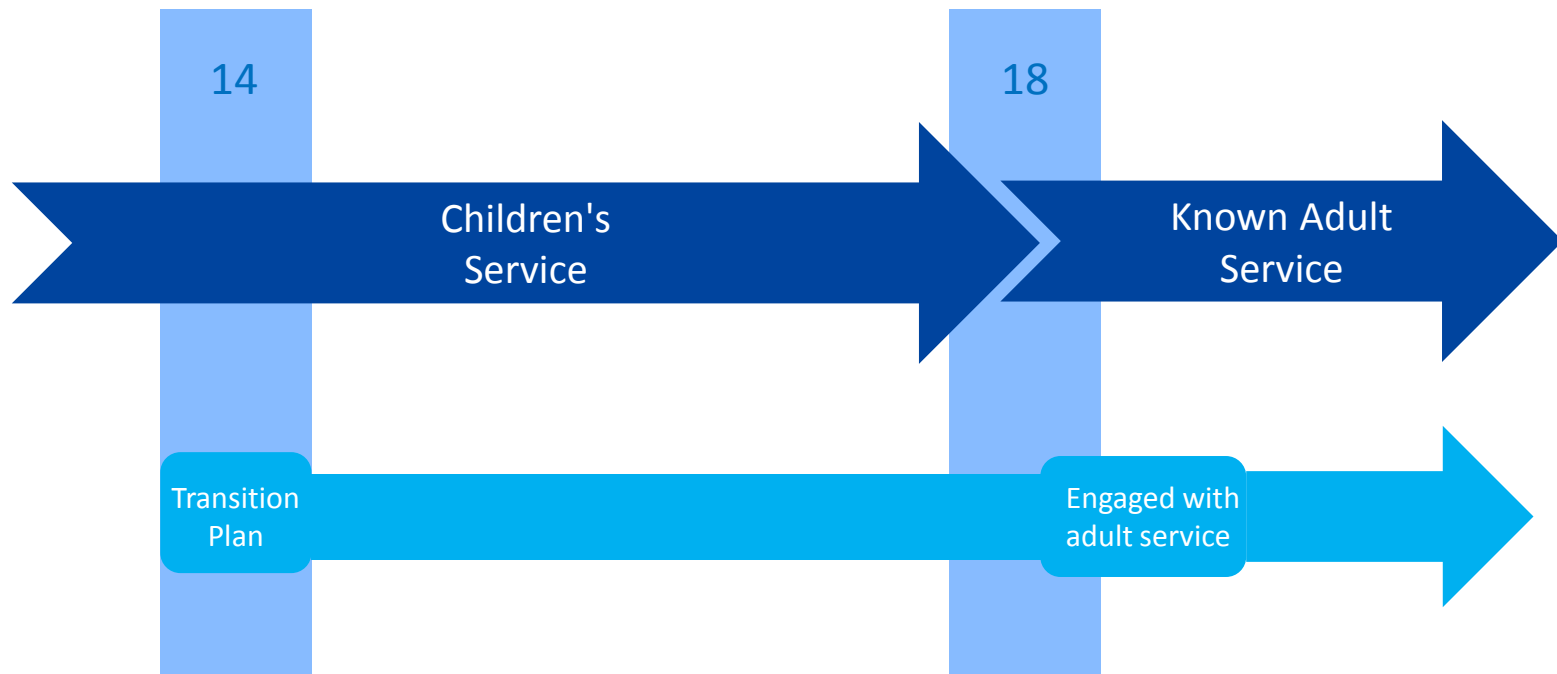 14
18
Children's
Service
Known Adult
Service
Transition
Plan
Engaged with
adult service